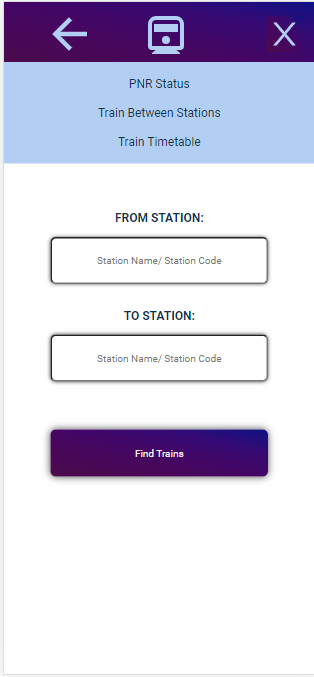 PNR Status
Train Between Stations
Train Timetable
FROM STATION:
Station Name/ Station Code
TO STATION:
Station Name/ Station Code
Find Trains